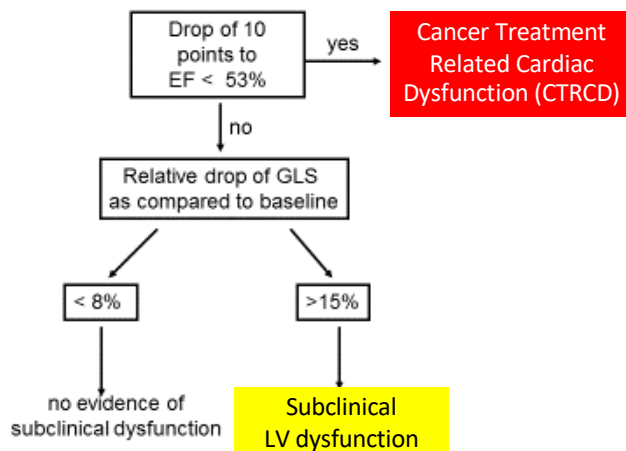 Drop of 10
points to
EF < 53%
yes
Cancer Treatment
Related Cardiac
Dysfunction (CTRCD)
no
Relative drop of GLS
as compared to baseline
< 8%
>15%
no evidence of
subclinical dysfunction
Subclinical
LV dysfunction